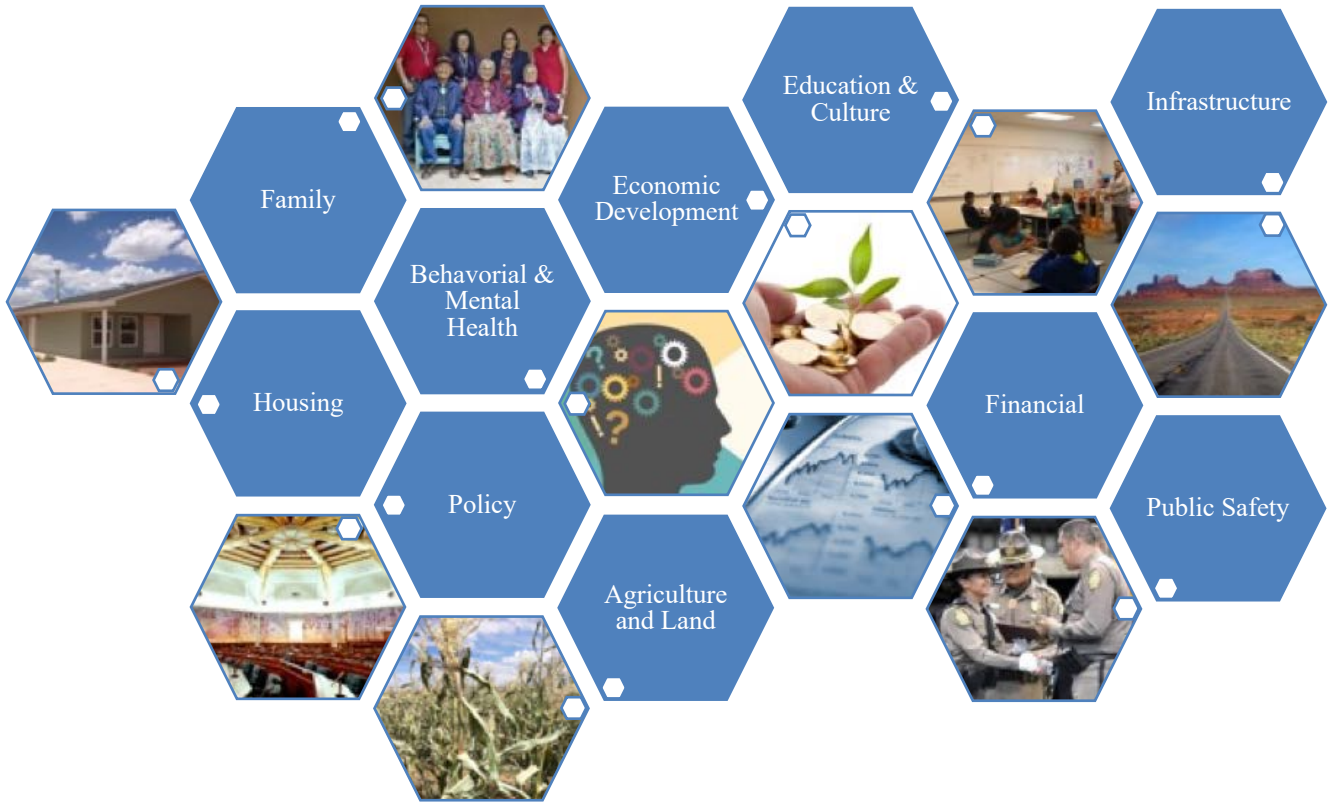 Education &
Culture
Infrastructure
Family
Economic
Development
Behavorial &
Mental
Health
Housing
Financial
Policy
Public Safety
Agriculture
and Land